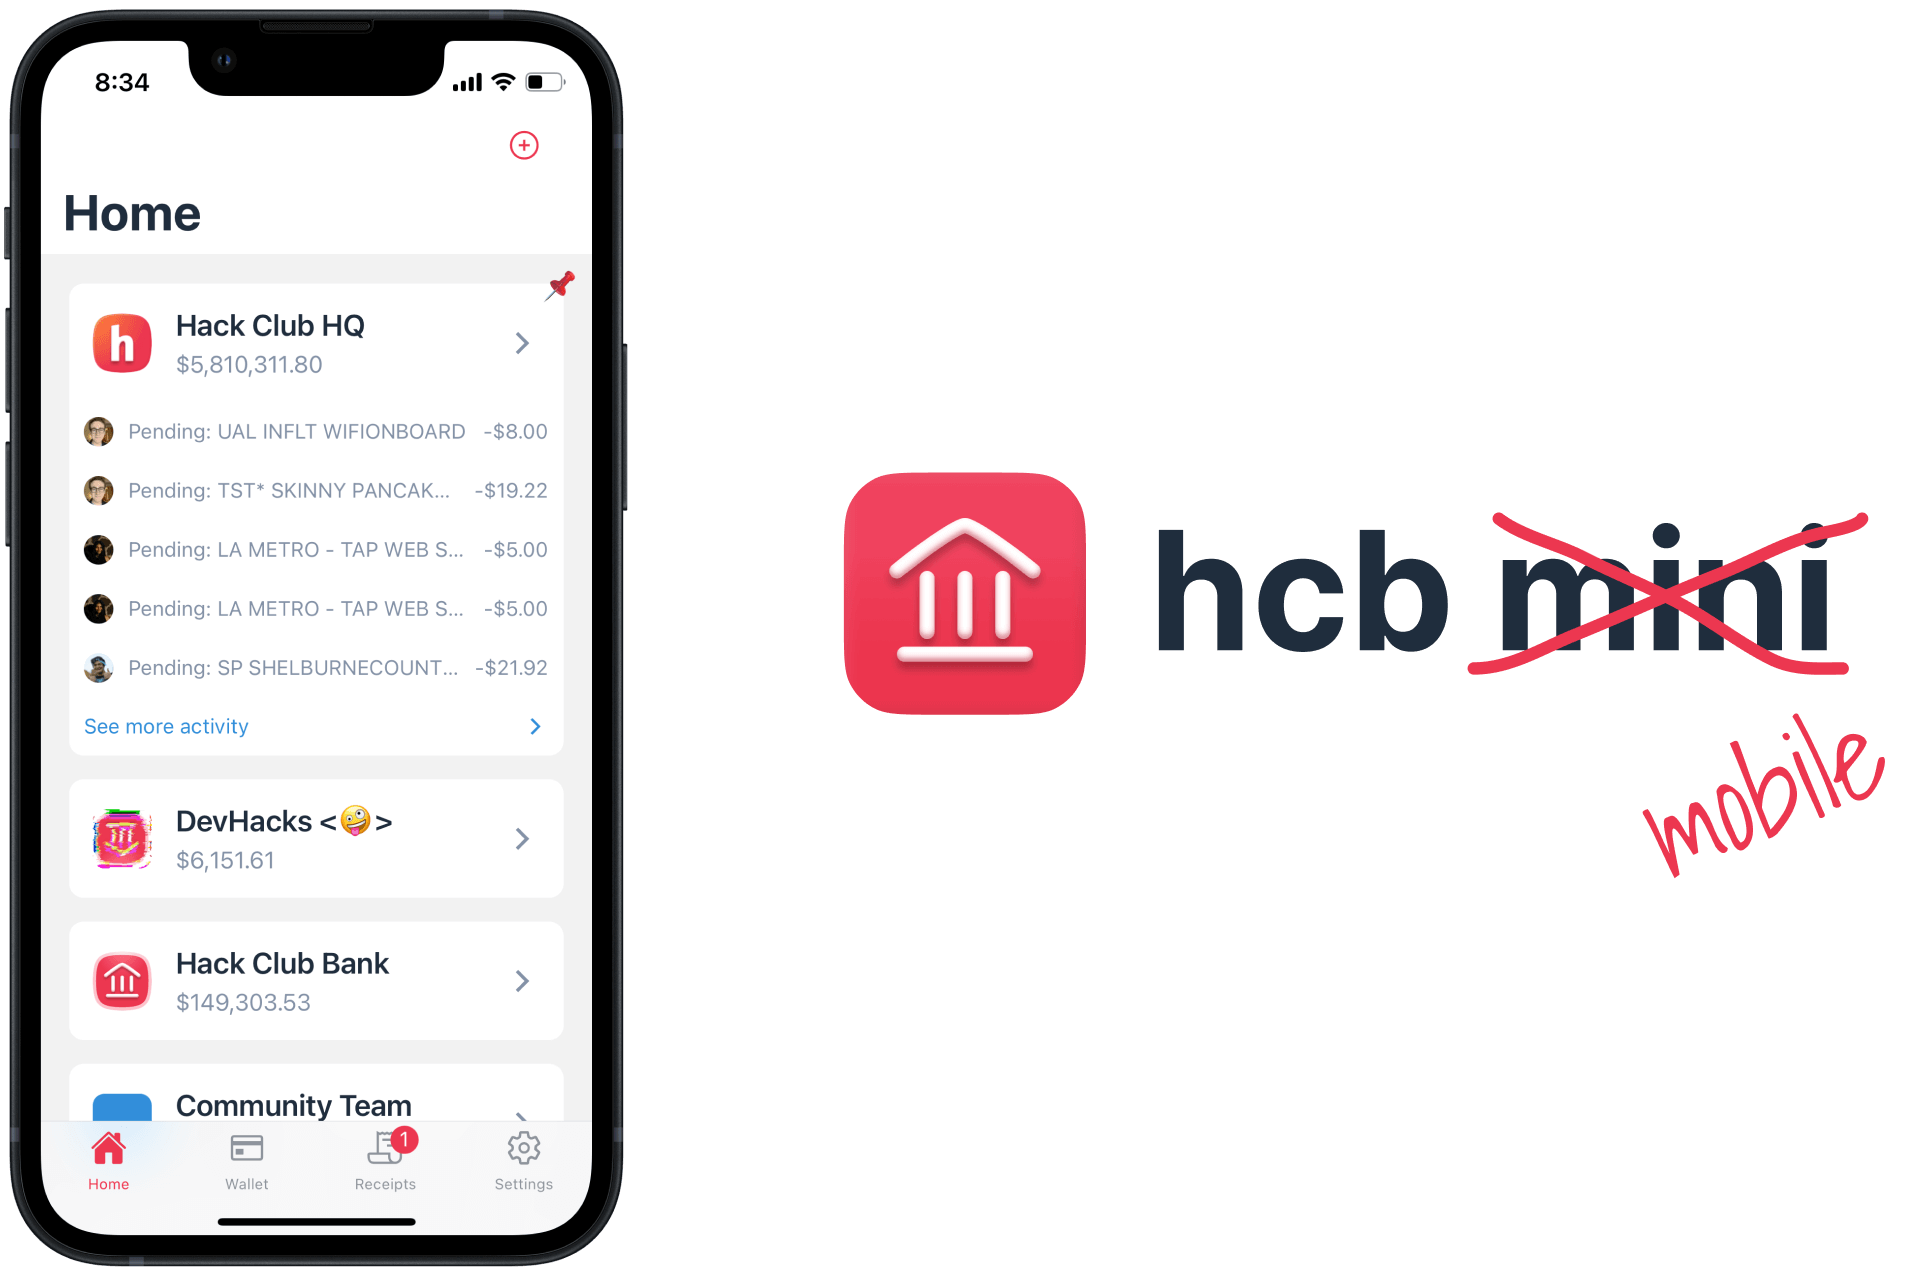 8:34
Home
h
Hack Club HQ
$5,810,311.80
Pending: UAL INFLT WIFIONBOARD -$8.00
Pending: TST* SKINNY PANCAK... -$19.22
Pending: LA METRO - TAP WEB S... -$5.00
Pending: LA METRO - TAP WEB S... -$5.00
Pending: SP SHELBURNECOUNT... -$21.92
See more activity
DevHacks <🤪>
$6,151.61
Hack Club Bank
$149,303.53
Community Team
1
Home Wallet Receipts Settings
hcb mini
mobile